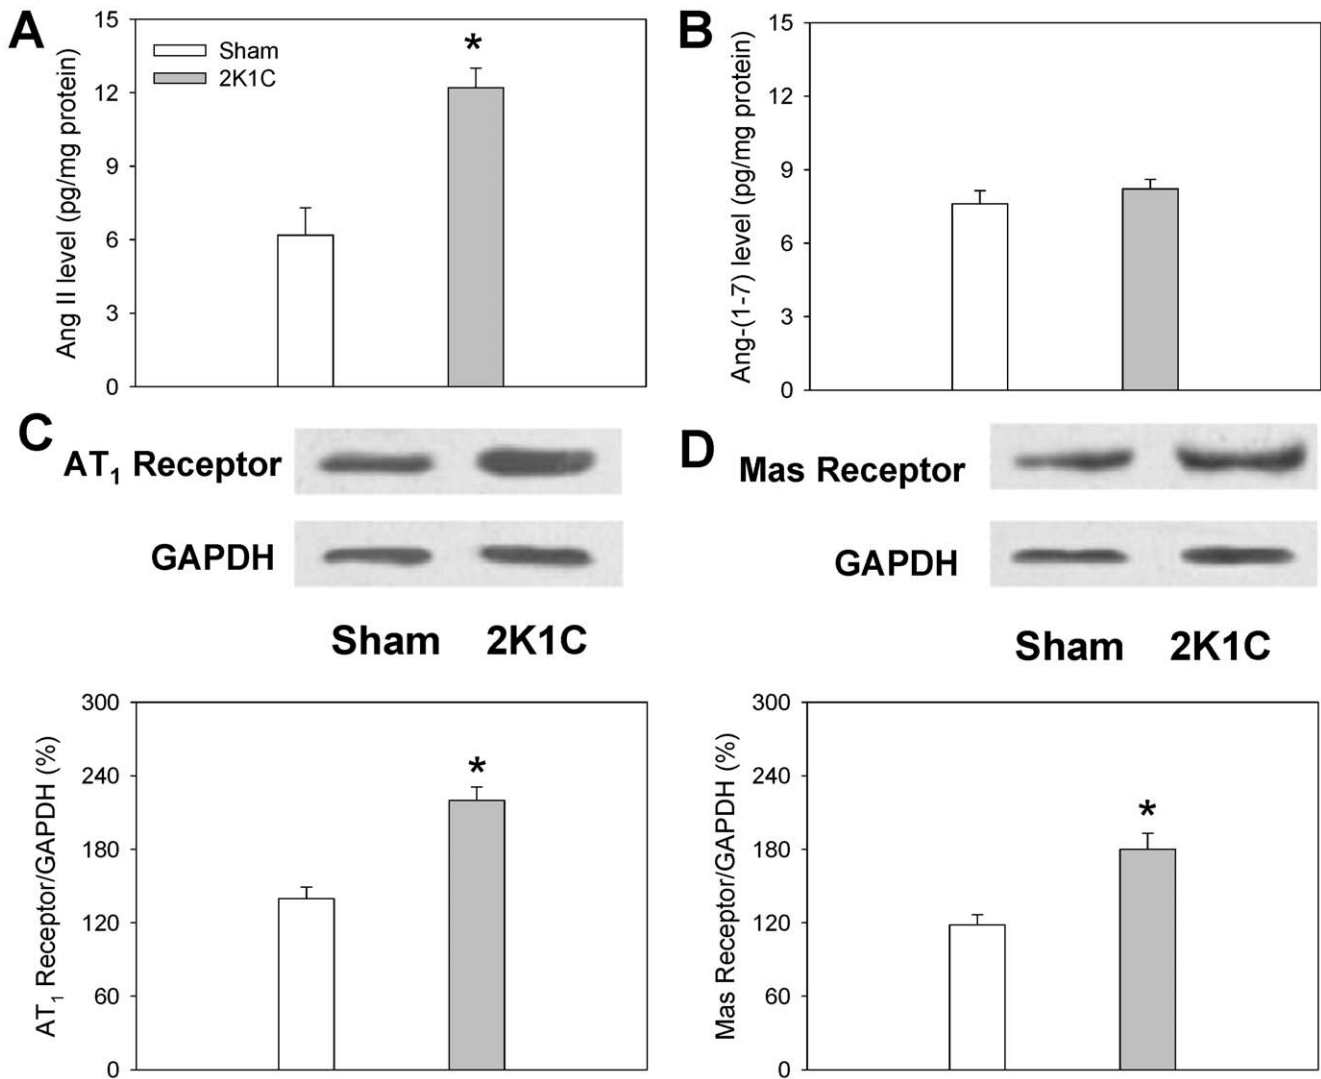 A
Ang II level (pg/mg protein)
15
12
9
6
3
0
Sham
2K1C
*
B
Ang-(1-7) level (pg/mg protein)
15
12
9
6
3
0
C
AT1 Receptor
GAPDH
Sham 2K1C
AT1 Receptor/GAPDH (%)
300
240
180
120
60
0
*
D
Mas Receptor
GAPDH
Sham 2K1C
Mas Receptor/GAPDH (%)
300
240
180
120
60
0
*